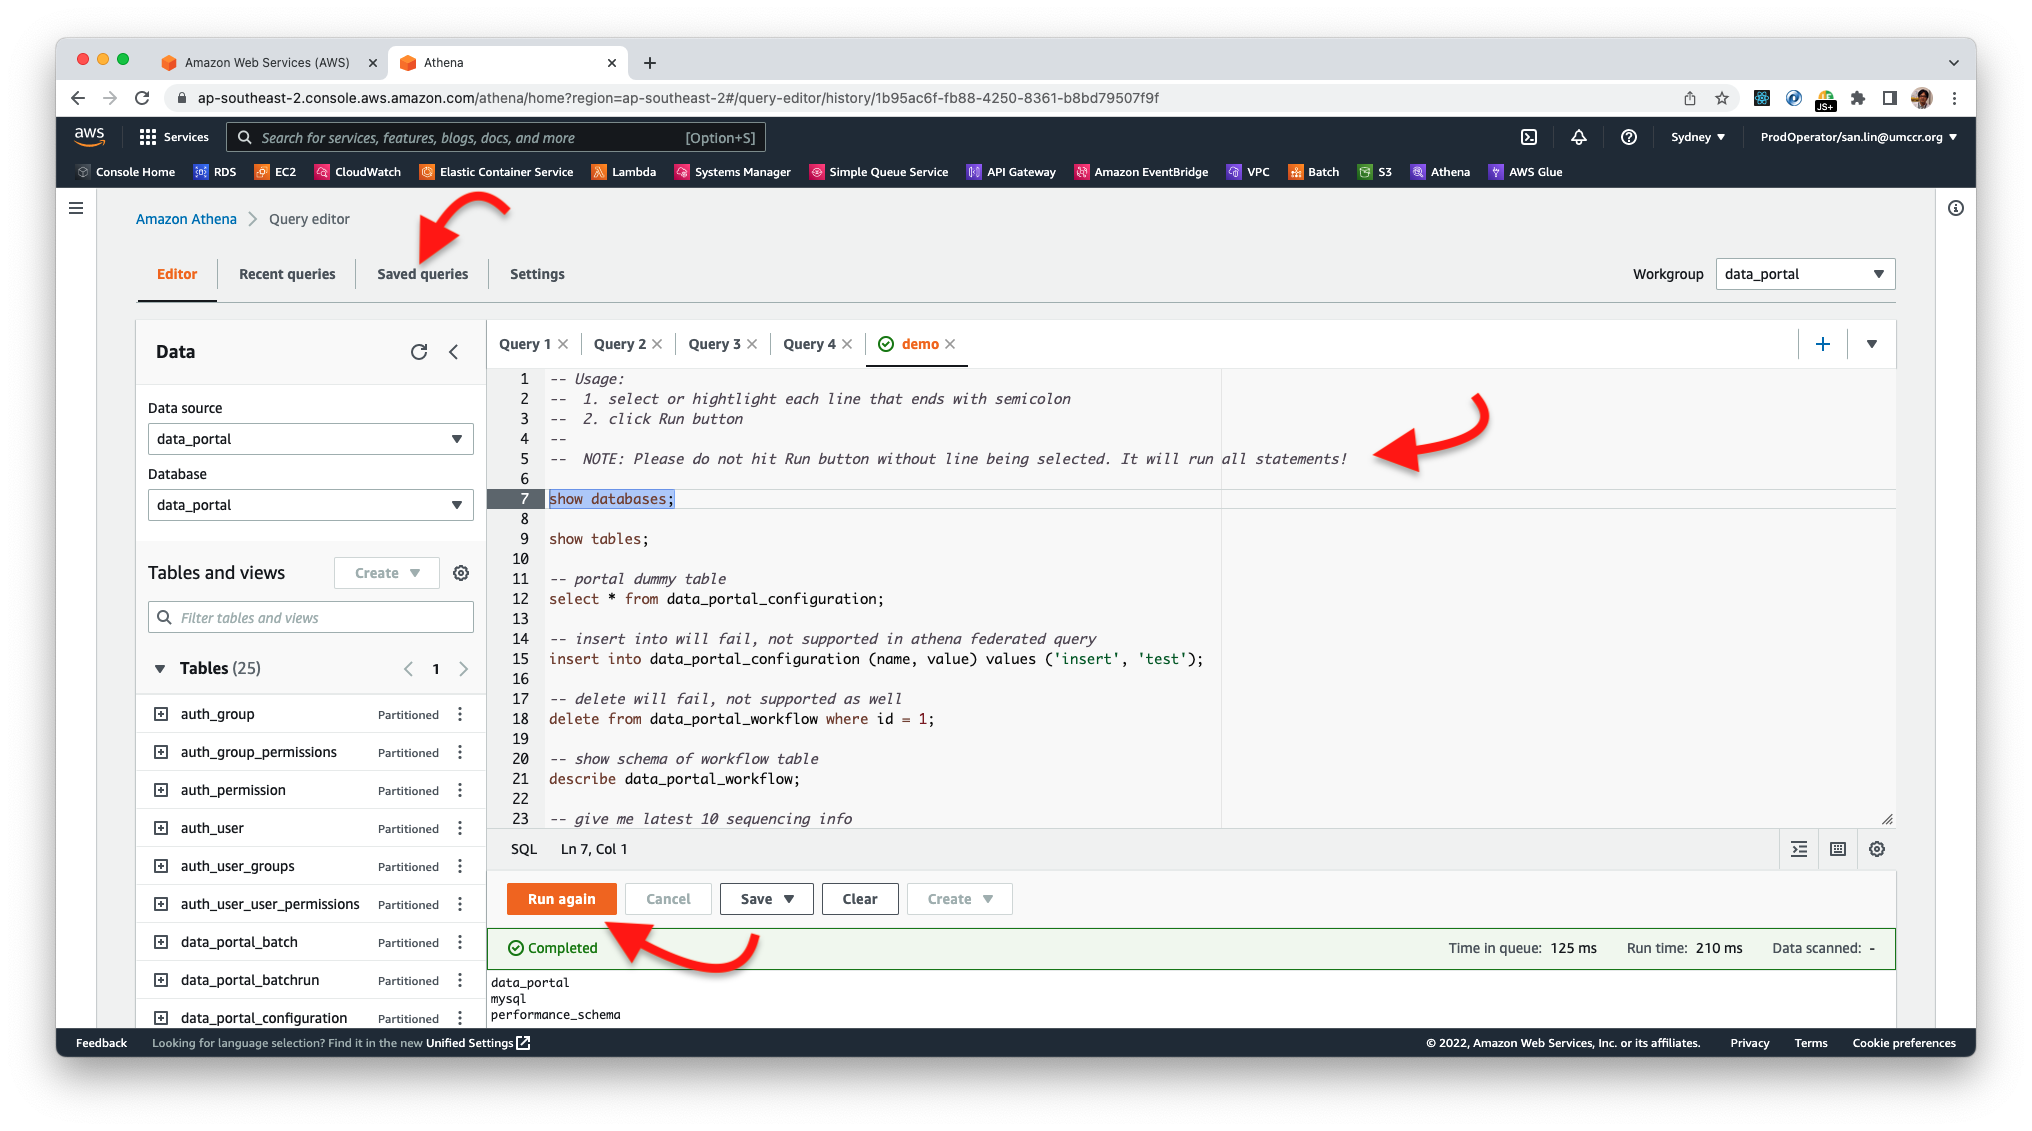 Amazon Web Services (AWS)
Athena
ap-southeast-2.console.aws.amazon.com/athena/home?region=ap-southeast-2#/query-editor/history/1b95ac6f-fb88-4250-8361-b8bd79507f9f
JS+
aws
Services
Search for services, features, blogs, docs, and more [Option+S]
Sydney
ProdOperator/san.lin@umccr.org
Console Home RDS EC2 CloudWatch Elastic Container Service Lambda Systems Manager Simple Queue Service API Gateway Amazon EventBridge VPC Batch S3 Athena AWS Glue
Amazon Athena Query editor
Editor Recent queries Saved queries Settings
Workgroup data_portal
Data
Data source
data_portal
Database
data_portal
Tables and views Create
Filter tables and views
Tables (25) 1
auth_group Partitioned
auth_group_permissions Partitioned
auth_permission Partitioned
auth_user Partitioned
auth_user_groups Partitioned
auth_user_user_permissions Partitioned
data_portal_batch Partitioned
data_portal_batchrun Partitioned
data_portal_configuration Partitioned
Query 1 Query 2 Query 3 Query 4 demo
1 -- Usage:
2 -- 1. select or hightlight each line that ends with semicolon
3 -- 2. click Run button
4 --
5 -- NOTE: Please do not hit Run button without line being selected. It will run all statements!
6
7 show databases;
8
9 show tables;
10
11 -- portal dummy table
12 select * from data_portal_configuration;
13
14 -- insert into will fail, not supported in athena federated query
15 insert into data_portal_configuration (name, value) values ('insert', 'test');
16
17 -- delete will fail, not supported as well
18 delete from data_portal_workflow where id = 1;
19
20 -- show schema of workflow table
21 describe data_portal_workflow;
22
23 -- give me latest 10 sequencing info
SQL Ln 7, Col 1
Run again Cancel Save Clear Create
Completed Time in queue: 125 ms Run time: 210 ms Data scanned: -
data_portal
mysql
performance_schema
Feedback Looking for language selection? Find it in the new Unified Settings © 2022, Amazon Web Services, Inc. or its affiliates. Privacy Terms Cookie preferences